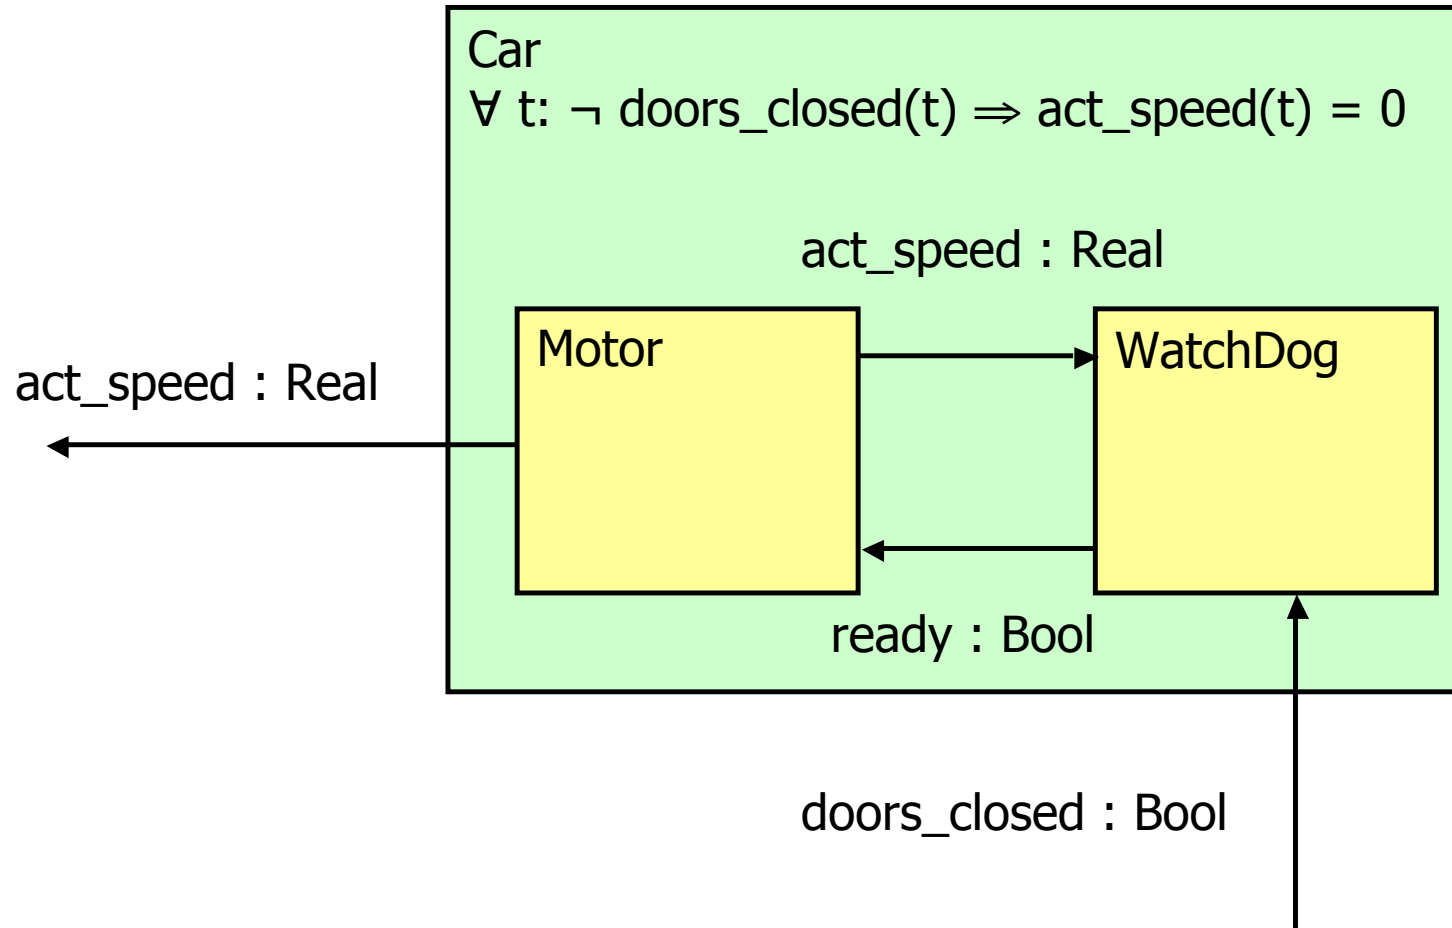 Car
∀ t: ¬ doors_closed(t) ⇒ act_speed(t) = 0
act_speed : Real
Motor
WatchDog
act_speed : Real
ready : Bool
doors_closed : Bool